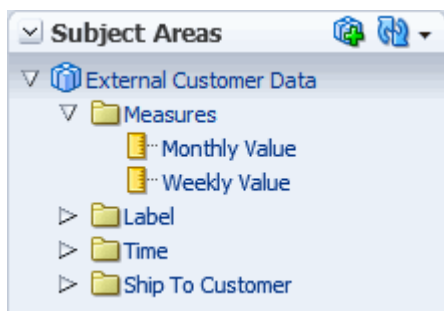 Subject Areas
External Customer Data
Measures
Monthly Value
Weekly Value
Label
Time
Ship To Customer